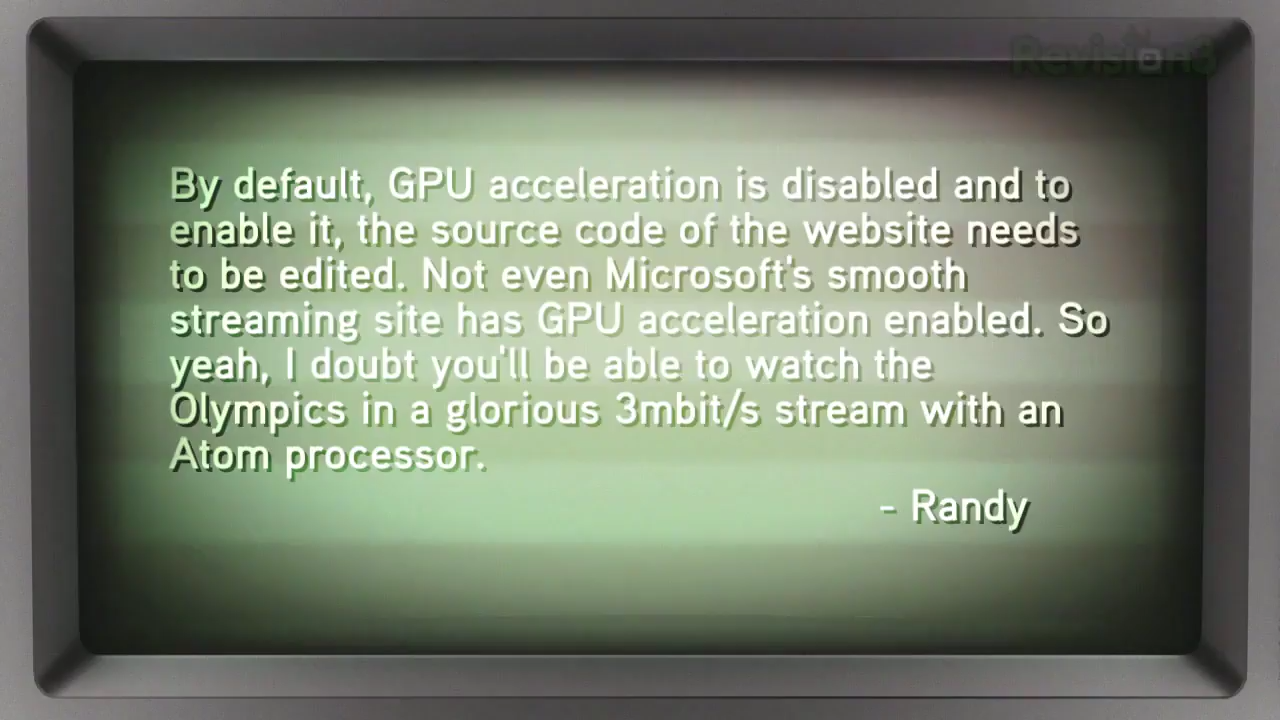 Revision3
By default, GPU acceleration is disabled and to
enable it, the source code of the website needs
to be edited. Not even Microsoft's smooth
streaming site has GPU acceleration enabled. So
yeah, I doubt you'll be able to watch the
Olympics in a glorious 3mbit/s stream with an
Atom processor.
- Randy